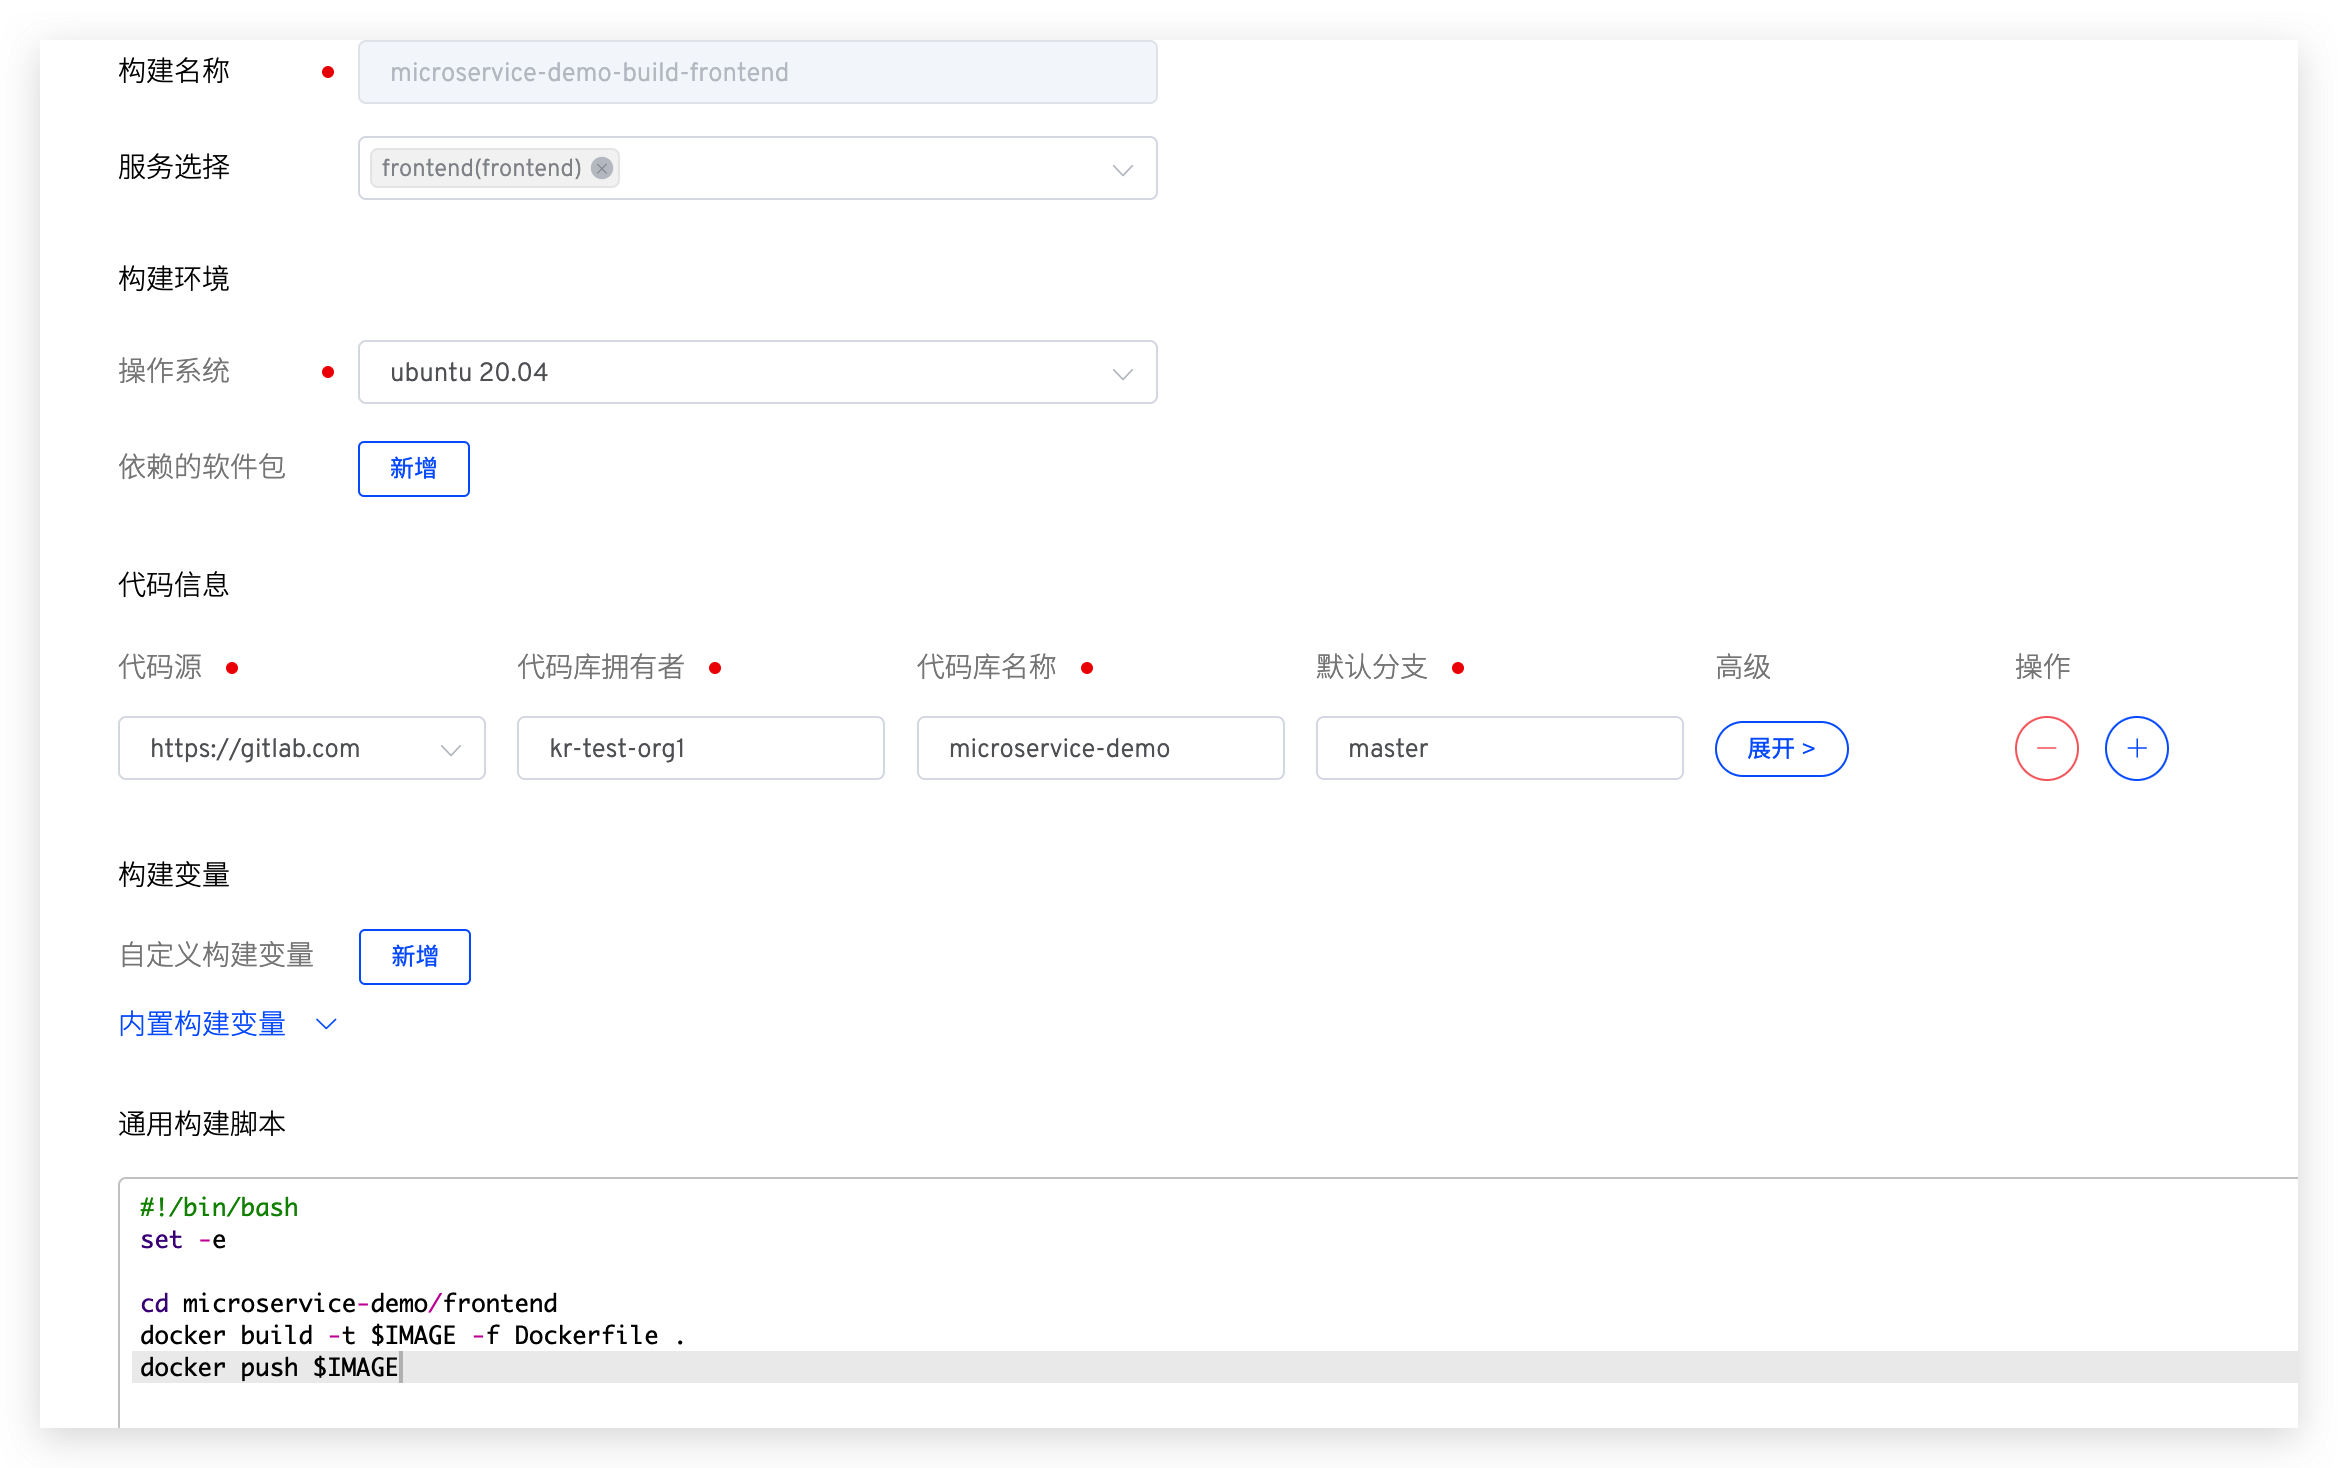 构建名称 microservice-demo-build-frontend
服务选择 frontend(frontend)
构建环境
操作系统 ubuntu 20.04
依赖的软件包 新增
代码信息
代码源 代码库拥有者 代码库名称 默认分支 高级 操作
https://gitlab.com kr-test-org1 microservice-demo master 展开 >
构建变量
自定义构建变量 新增
内置构建变量
通用构建脚本
#!/bin/bash
set -e
cd microservice-demo/frontend
docker build -t $IMAGE -f Dockerfile .
docker push $IMAGE